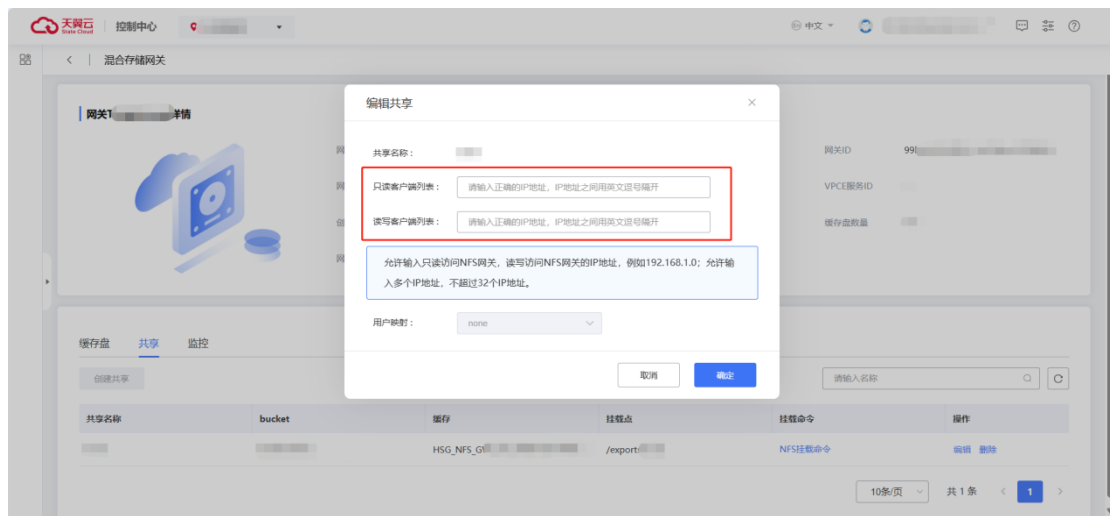 天翼云 控制中心 中文
State Cloud
混合存储网关
网关T 详情
编辑共享
共享名称：
只读客户端列表： 请输入正确的IP地址，IP地址之间用英文逗号隔开
读写客户端列表： 请输入正确的IP地址，IP地址之间用英文逗号隔开
允许输入只读访问NFS网关，读写访问NFS网关的IP地址，例如192.168.1.0；允许输
入多个IP地址，不超过32个IP地址。
用户映射： none
取消 确定
网关ID 99
VPCE服务ID
缓存盘数量
缓存盘 共享 监控
创建共享 请输入名称
共享名称 bucket 缓存 挂载点 挂载命令 操作
HSG_NFS_G /export/ NFS挂载命令 编辑 删除
10条/页 共 1 条 1